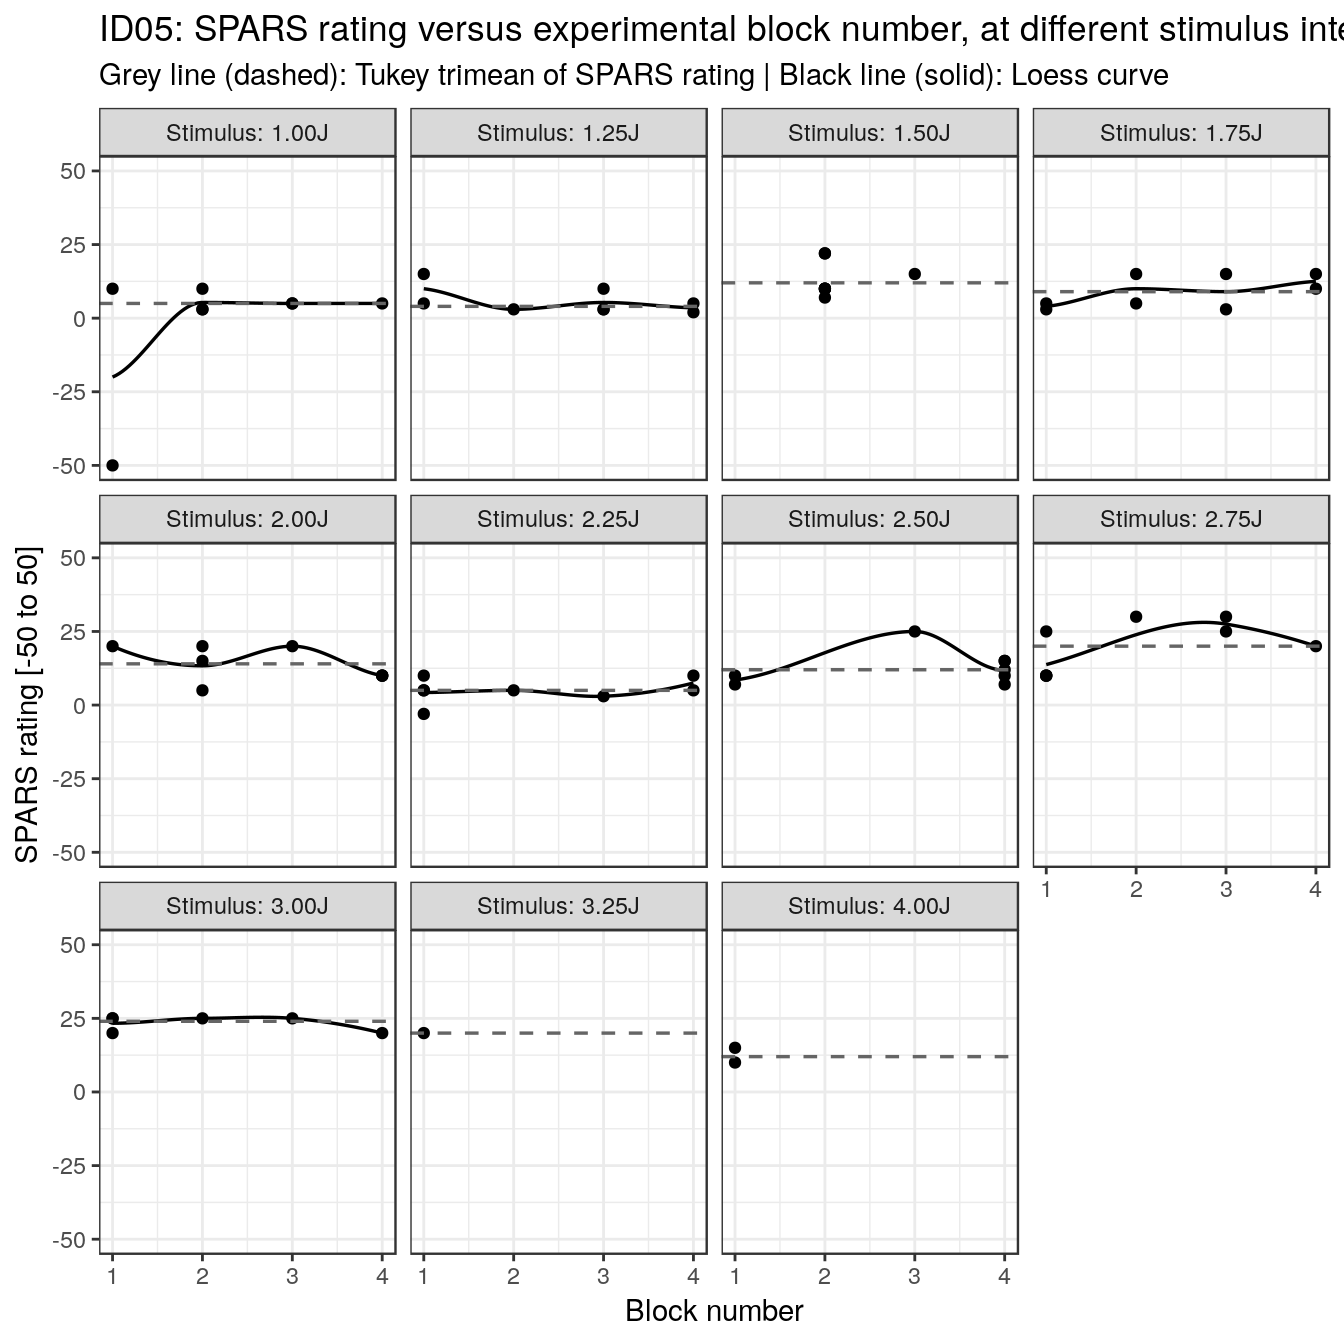 ID05: SPARS rating versus experimental block number, at different stimulus inte
Grey line (dashed): Tukey trimean of SPARS rating | Black line (solid): Loess curve
Stimulus: 1.00J Stimulus: 1.25J Stimulus: 1.50J Stimulus: 1.75J
50
25
0
-25
-50
Stimulus: 2.00J Stimulus: 2.25J Stimulus: 2.50J Stimulus: 2.75J
50
25
0
-25
-50
1 2 3 4
SPARS rating [-50 to 50]
Stimulus: 3.00J Stimulus: 3.25J Stimulus: 4.00J
50
25
0
-25
-50
1 2 3 4 1 2 3 4 1 2 3 4
Block number